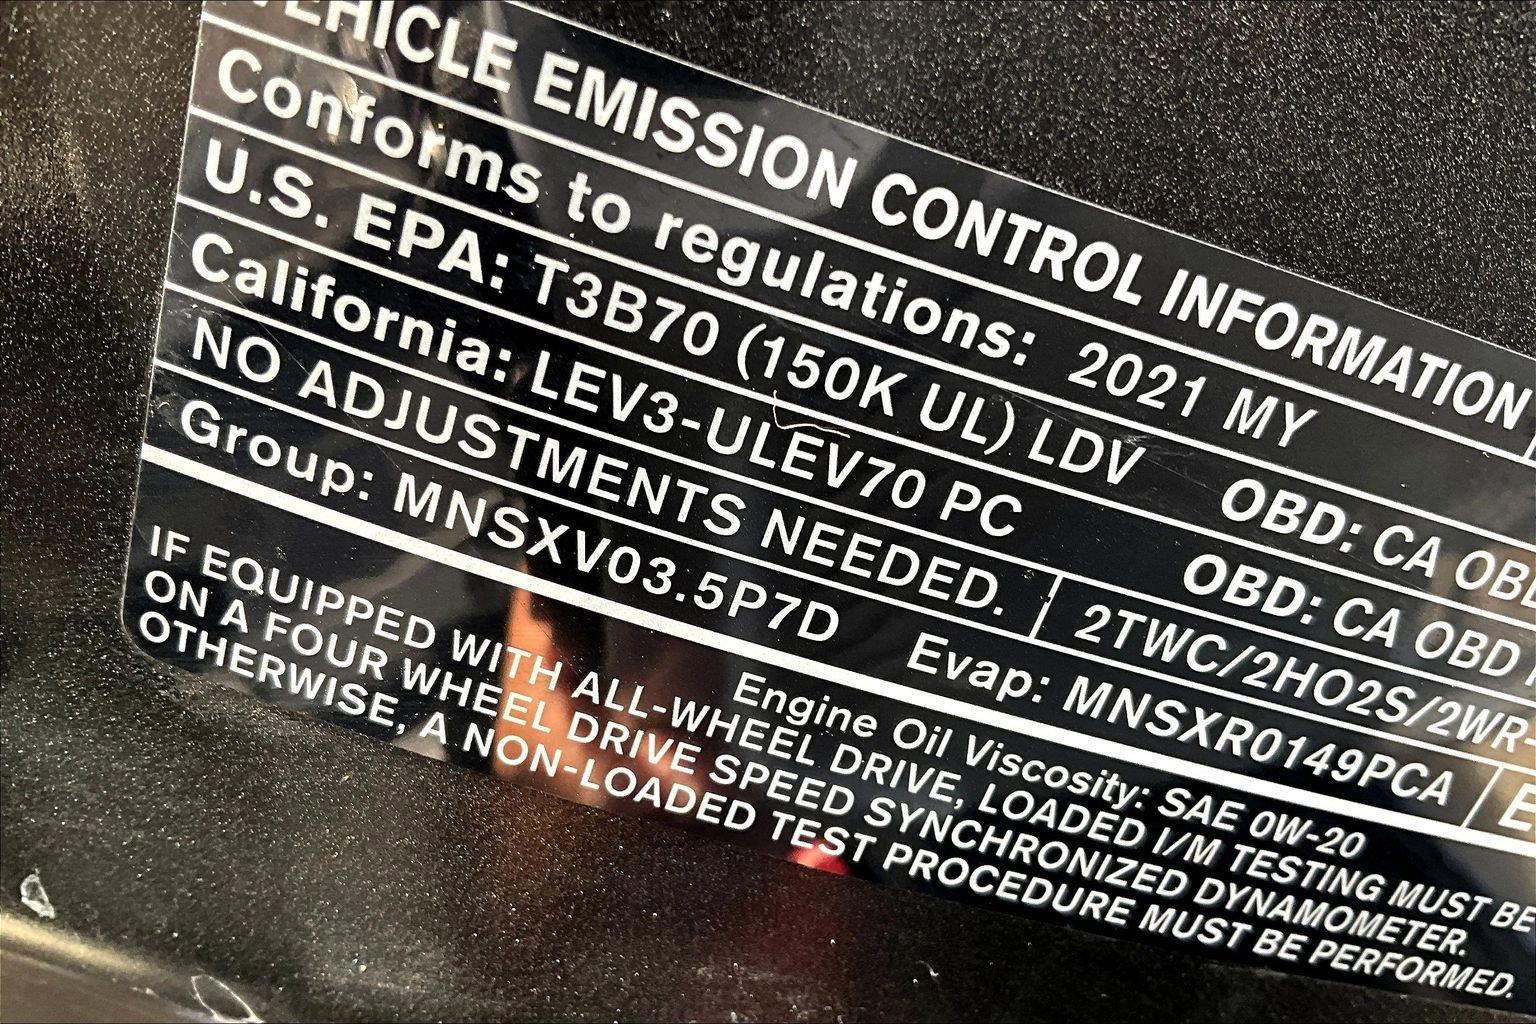 VEHICLE EMISSION CONTROL INFORMATION
Conforms to regulations: 2021 MY
U.S. EPA: T3B70 (150K UL) LDV OBD: CA OB
California: LEV3-ULEV70 PC OBD: CA OBD
NO ADJUSTMENTS NEEDED. 2TWC/2HO2S/2WR-
Group: MNSXV03.5P7D Evap: MNSXR0149PCA
Engine Oil Viscosity: SAE 0W-20
IF EQUIPPED WITH ALL-WHEEL DRIVE, LOADED I/M TESTING MUST BE
ON A FOUR WHEEL DRIVE SPEED SYNCHRONIZED DYNAMOMETER.
OTHERWISE, A NON-LOADED TEST PROCEDURE MUST BE PERFORMED.